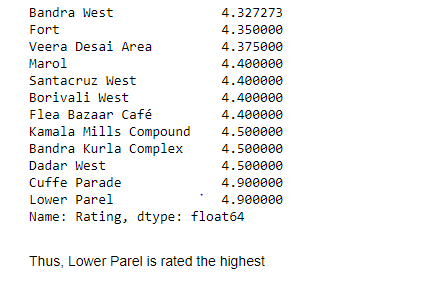 Bandra West 4.327273
Fort 4.350000
Veera Desai Area 4.375000
Marol 4.400000
Santacruz West 4.400000
Borivali West 4.400000
Flea Bazaar Café 4.400000
Kamala Mills Compound 4.500000
Bandra Kurla Complex 4.500000
Dadar West 4.500000
Cuffe Parade 4.900000
Lower Parel 4.900000
Name: Rating, dtype: float64
Thus, Lower Parel is rated the highest